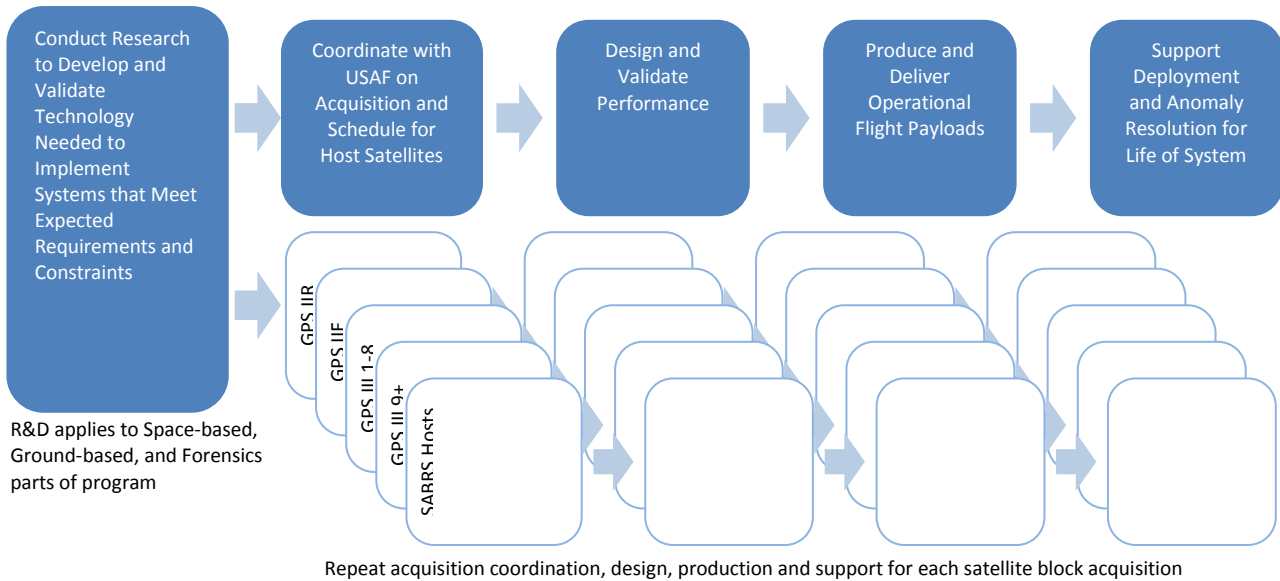 Conduct Research
to Develop and
Validate
Technology
Needed to
Implement
Systems that Meet
Expected
Requirements and
Constraints
Coordinate with
USAF on
Acquisition and
Schedule for
Host Satellites
Design and
Validate
Performance
Produce and
Deliver
Operational
Flight Payloads
Support
Deployment
and Anomaly
Resolution for
Life of System
GPS IIR
GPS IIF
GPS III 1-8
GPS III 9+
SABRS Hosts
R&D applies to Space-based,
Ground-based, and Forensics
parts of program
Repeat acquisition coordination, design, production and support for each satellite block acquisition